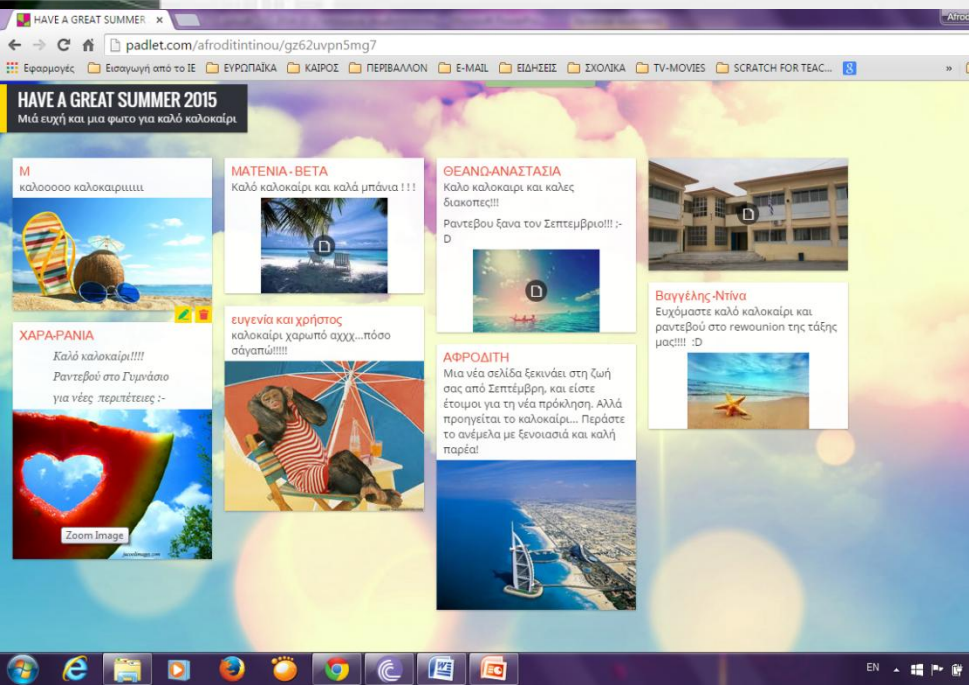 HAVE A GREAT SUMMER
Afrod
padlet.com/afroditintinou/gz62uvpn5mg7
Εφαρμογές Εισαγωγή από το IE ΕΥΡΩΠΑΪΚΑ ΚΑΙΡΟΣ ΠΕΡΙΒΑΛΛΟΝ E-MAIL ΕΙΔΗΣΕΙΣ ΣΧΟΛΙΚΑ TV-MOVIES SCRATCH FOR TEAC... 8 »
HAVE A GREAT SUMMER 2015
Μιά ευχή και μια φωτο για καλό καλοκαίρι
Μ
καλοοοοο καλοκαιριιιιιι
ΧΑΡΑ-ΡΑΝΙΑ
Καλό καλοκαίρι!!!!
Ραντεβού στο Γυμνάσιο
για νέες περιπέτειες :-
Zoom Image
ΜΑΤΕΝΙΑ - ΒΕΤΑ
Καλό καλοκαίρι και καλά μπάνια ! ! !
ευγενία και χρήστος
καλοκαίρι χαρωπό αχχχ...πόσο
σάγαπώ!!!!!
ΘΕΑΝΩ-ΑΝΑΣΤΑΣΙΑ
Καλο καλοκαιρι και καλες
διακοπες!!!
Ραντεβου ξανα τον Σεπτεμβριο!!! :-
D
ΑΦΡΟΔΙΤΗ
Μια νέα σελίδα ξεκινάει στη ζωή
σας από Σεπτέμβρη, και είστε
έτοιμοι για τη νέα πρόκληση. Αλλά
προηγείται το καλοκαίρι... Περάστε
το ανέμελα με ξενοιασιά και καλή
παρέα!
Βαγγέλης -Ντίνα
Ευχόμαστε καλό καλοκαίρι και
ραντεβού στο rewounion της τάξης
μας!!!! :D
EN